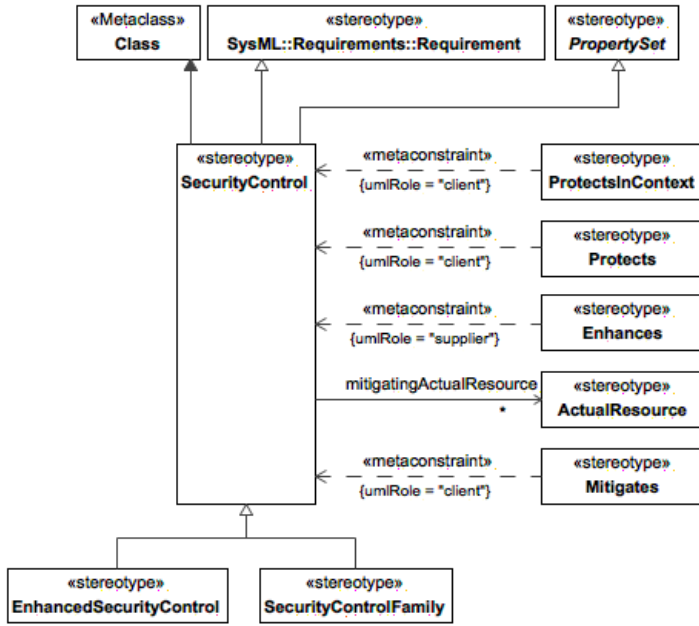 «Metaclass»
Class
«stereotype»
SysML::Requirements::Requirement
«stereotype»
PropertySet
«stereotype»
SecurityControl
«metaconstraint»
{umlRole = "client"}
«stereotype»
ProtectsInContext
«metaconstraint»
{umlRole = "client"}
«stereotype»
Protects
«metaconstraint»
{umlRole = "supplier"}
«stereotype»
Enhances
mitigatingActualResource
*
«stereotype»
ActualResource
«metaconstraint»
{umlRole = "client"}
«stereotype»
Mitigates
«stereotype»
EnhancedSecurityControl
«stereotype»
SecurityControlFamily